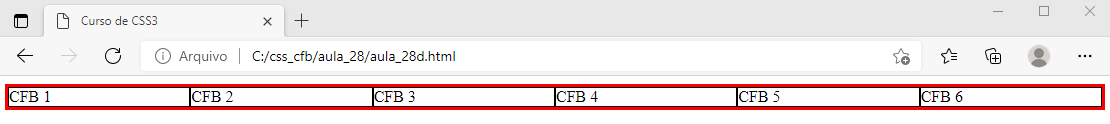 Curso de CSS3
Arquivo C:/css_cfb/aula_28/aula_28d.html
CFB 1 CFB 2 CFB 3 CFB 4 CFB 5 CFB 6